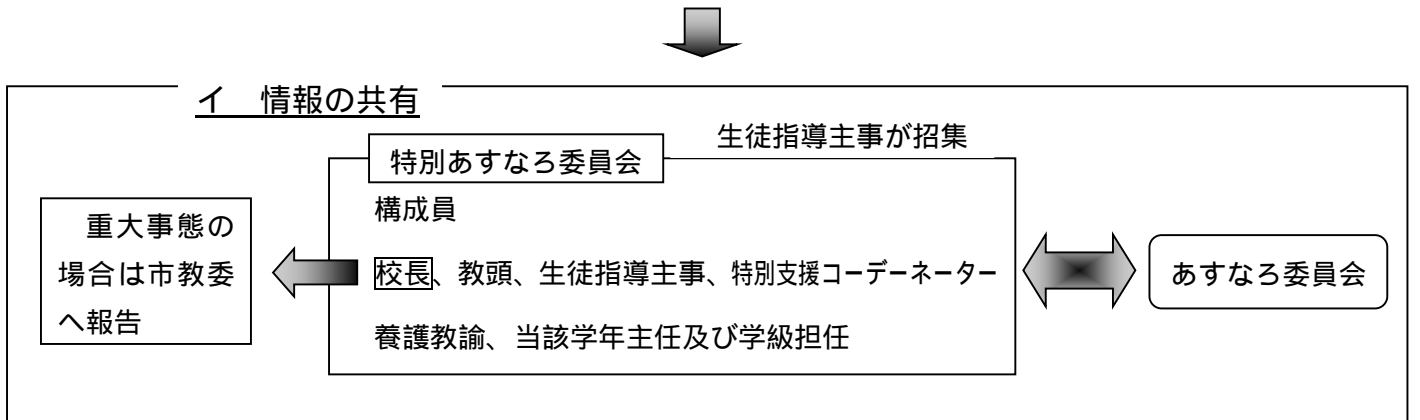 イ　情報の共有
生徒指導主事が招集
特別あすなろ委員会
構成員
校長、教頭、生徒指導主事、特別支援コーデーネーター
養護教諭、当該学年主任及び学級担任
重大事態の
場合は市教委
へ報告
あすなろ委員会